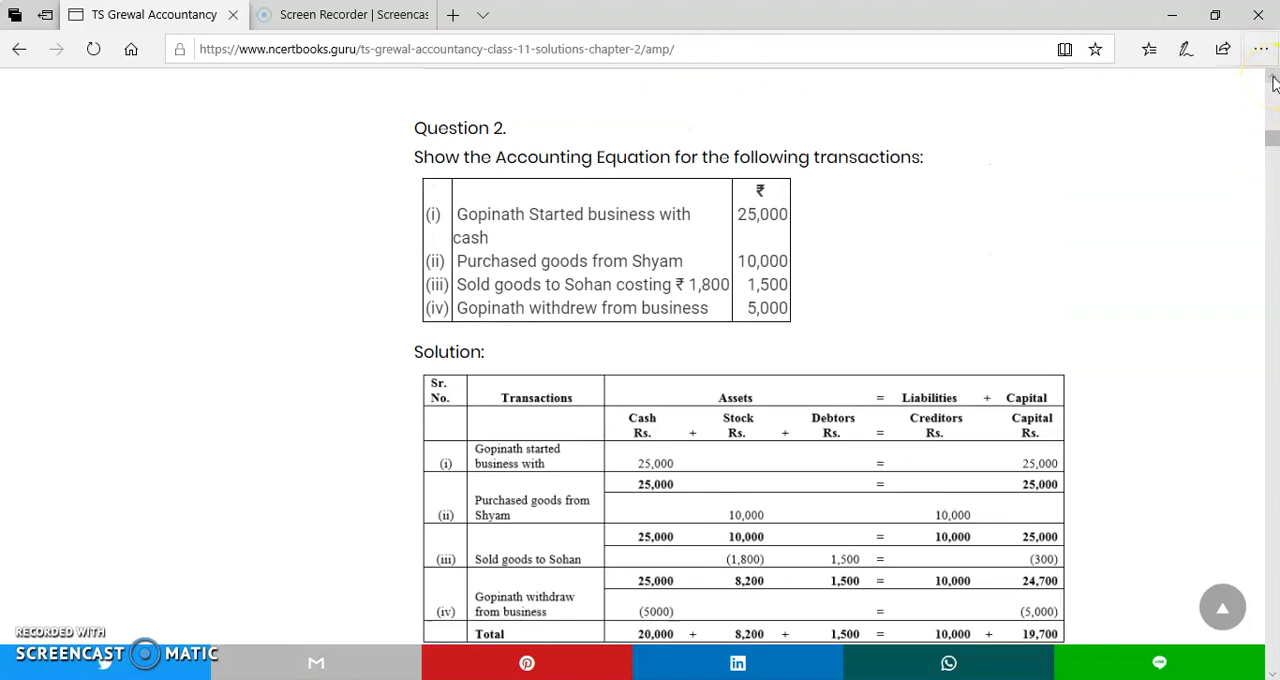 TS Grewal Accountancy
Screen Recorder | Screencas
https://www.ncertbooks.guru/ts-grewal-accountancy-class-11-solutions-chapter-2/amp/
Question 2.
Show the Accounting Equation for the following transactions:
₹
(i) Gopinath Started business with 25,000
cash
(ii) Purchased goods from Shyam 10,000
(iii) Sold goods to Sohan costing ₹ 1,800 1,500
(iv) Gopinath withdrew from business 5,000
Solution:
Sr.
No. Transactions Assets = Liabilities + Capital
Cash Stock Debtors Creditors Capital
Rs. + Rs. + Rs. = Rs. Rs.
Gopinath started
(i) business with 25,000 = 25,000
25,000 = 25,000
Purchased goods from
(ii) Shyam 10,000 10,000
25,000 10,000 = 10,000 25,000
(iii) Sold goods to Sohan (1,800) 1,500 = (300)
25,000 8,200 1,500 = 10,000 24,700
Gopinath withdraw
(iv) from business (5000) = (5,000)
Total 20,000 + 8,200 + 1,500 = 10,000 + 19,700
RECORDED WITH
SCREENCAST MATIC